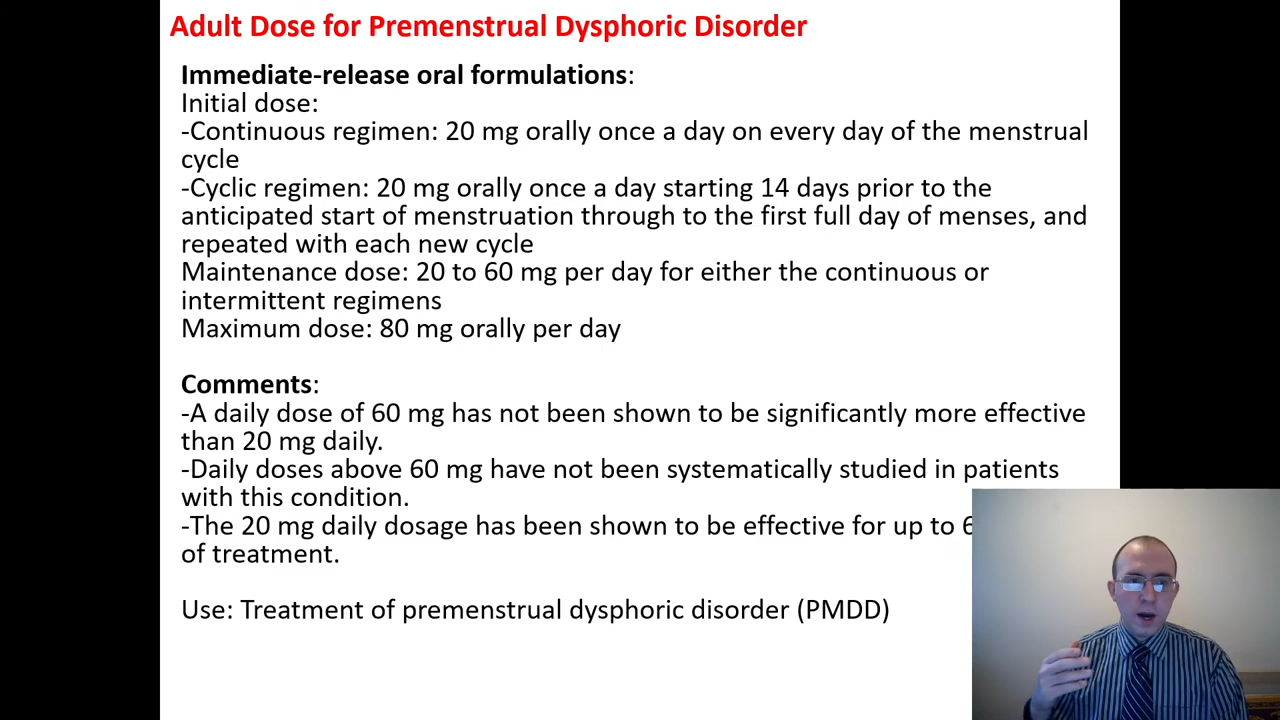 Adult Dose for Premenstrual Dysphoric Disorder
Immediate-release oral formulations:
Initial dose:
-Continuous regimen: 20 mg orally once a day on every day of the menstrual
cycle
-Cyclic regimen: 20 mg orally once a day starting 14 days prior to the
anticipated start of menstruation through to the first full day of menses, and
repeated with each new cycle
Maintenance dose: 20 to 60 mg per day for either the continuous or
intermittent regimens
Maximum dose: 80 mg orally per day
Comments:
-A daily dose of 60 mg has not been shown to be significantly more effective
than 20 mg daily.
-Daily doses above 60 mg have not been systematically studied in patients
with this condition.
-The 20 mg daily dosage has been shown to be effective for up to
of treatment.
Use: Treatment of premenstrual dysphoric disorder (PMDD)